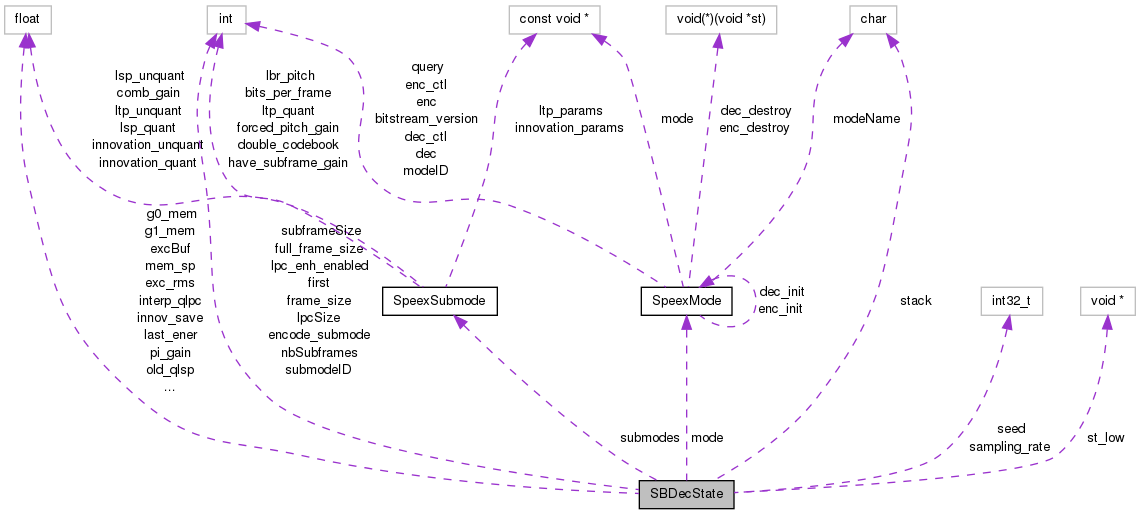 float
int
const void *
void(*)(void *st)
char
lsp_unquant
comb_gain
ltp_unquant
lsp_quant
innovation_unquant
innovation_quant
lbr_pitch
bits_per_frame
ltp_quant
forced_pitch_gain
double_codebook
have_subframe_gain
query
enc_ctl
enc
bitstream_version
dec_ctl
dec
modeID
ltp_params
innovation_params
mode
dec_destroy
enc_destroy
modeName
g0_mem
g1_mem
excBuf
mem_sp
exc_rms
interp_qlpc
innov_save
last_ener
pi_gain
old_qlsp
...
subframeSize
full_frame_size
lpc_enh_enabled
first
frame_size
lpcSize
encode_submode
nbSubframes
submodeID
SpeexSubmode
SpeexMode
dec_init
enc_init
stack
int32_t
void *
submodes
mode
seed
sampling_rate
st_low
SBDecState